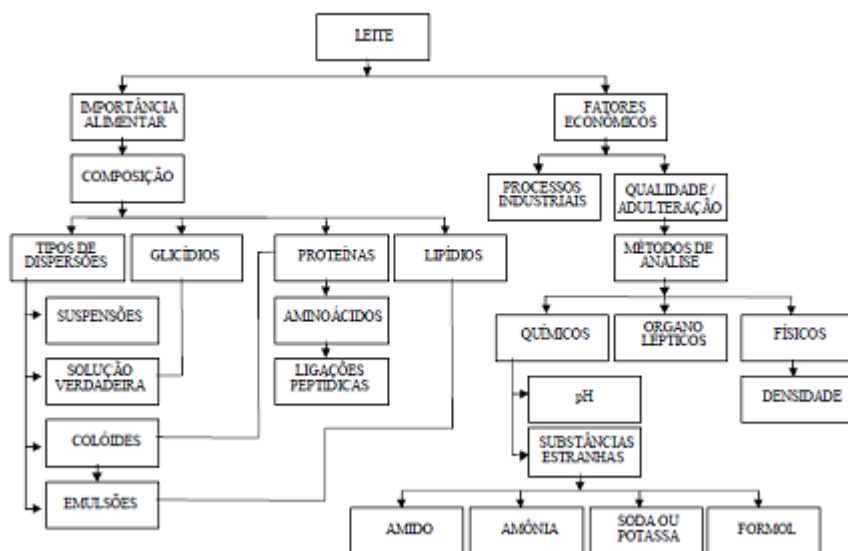 LEITE
IMPORTÂNCIA
ALIMENTAR
FATORES
ECONÔMICOS
COMPOSIÇÃO
PROCESSOS
INDUSTRIAIS
QUALIDADE /
ADULTERAÇÃO
TIPOS DE
DISPERSÕES
GLICÍDIOS
PROTEÍNAS
LIPÍDIOS
MÉTODOS DE
ANÁLISE
SUSPENSÕES
AMINOÁCIDOS
QUÍMICOS
ORGANO
LÉPTICOS
FÍSICOS
SOLUÇÃO
VERDADEIRA
LIGAÇÕES
PEPTÍDICAS
pH
DENSIDADE
COLÓIDES
SUBSTÂNCIAS
ESTRANHAS
EMULSÕES
AMIDO
AMÔNIA
SODA OU
POTASSA
FORMOL